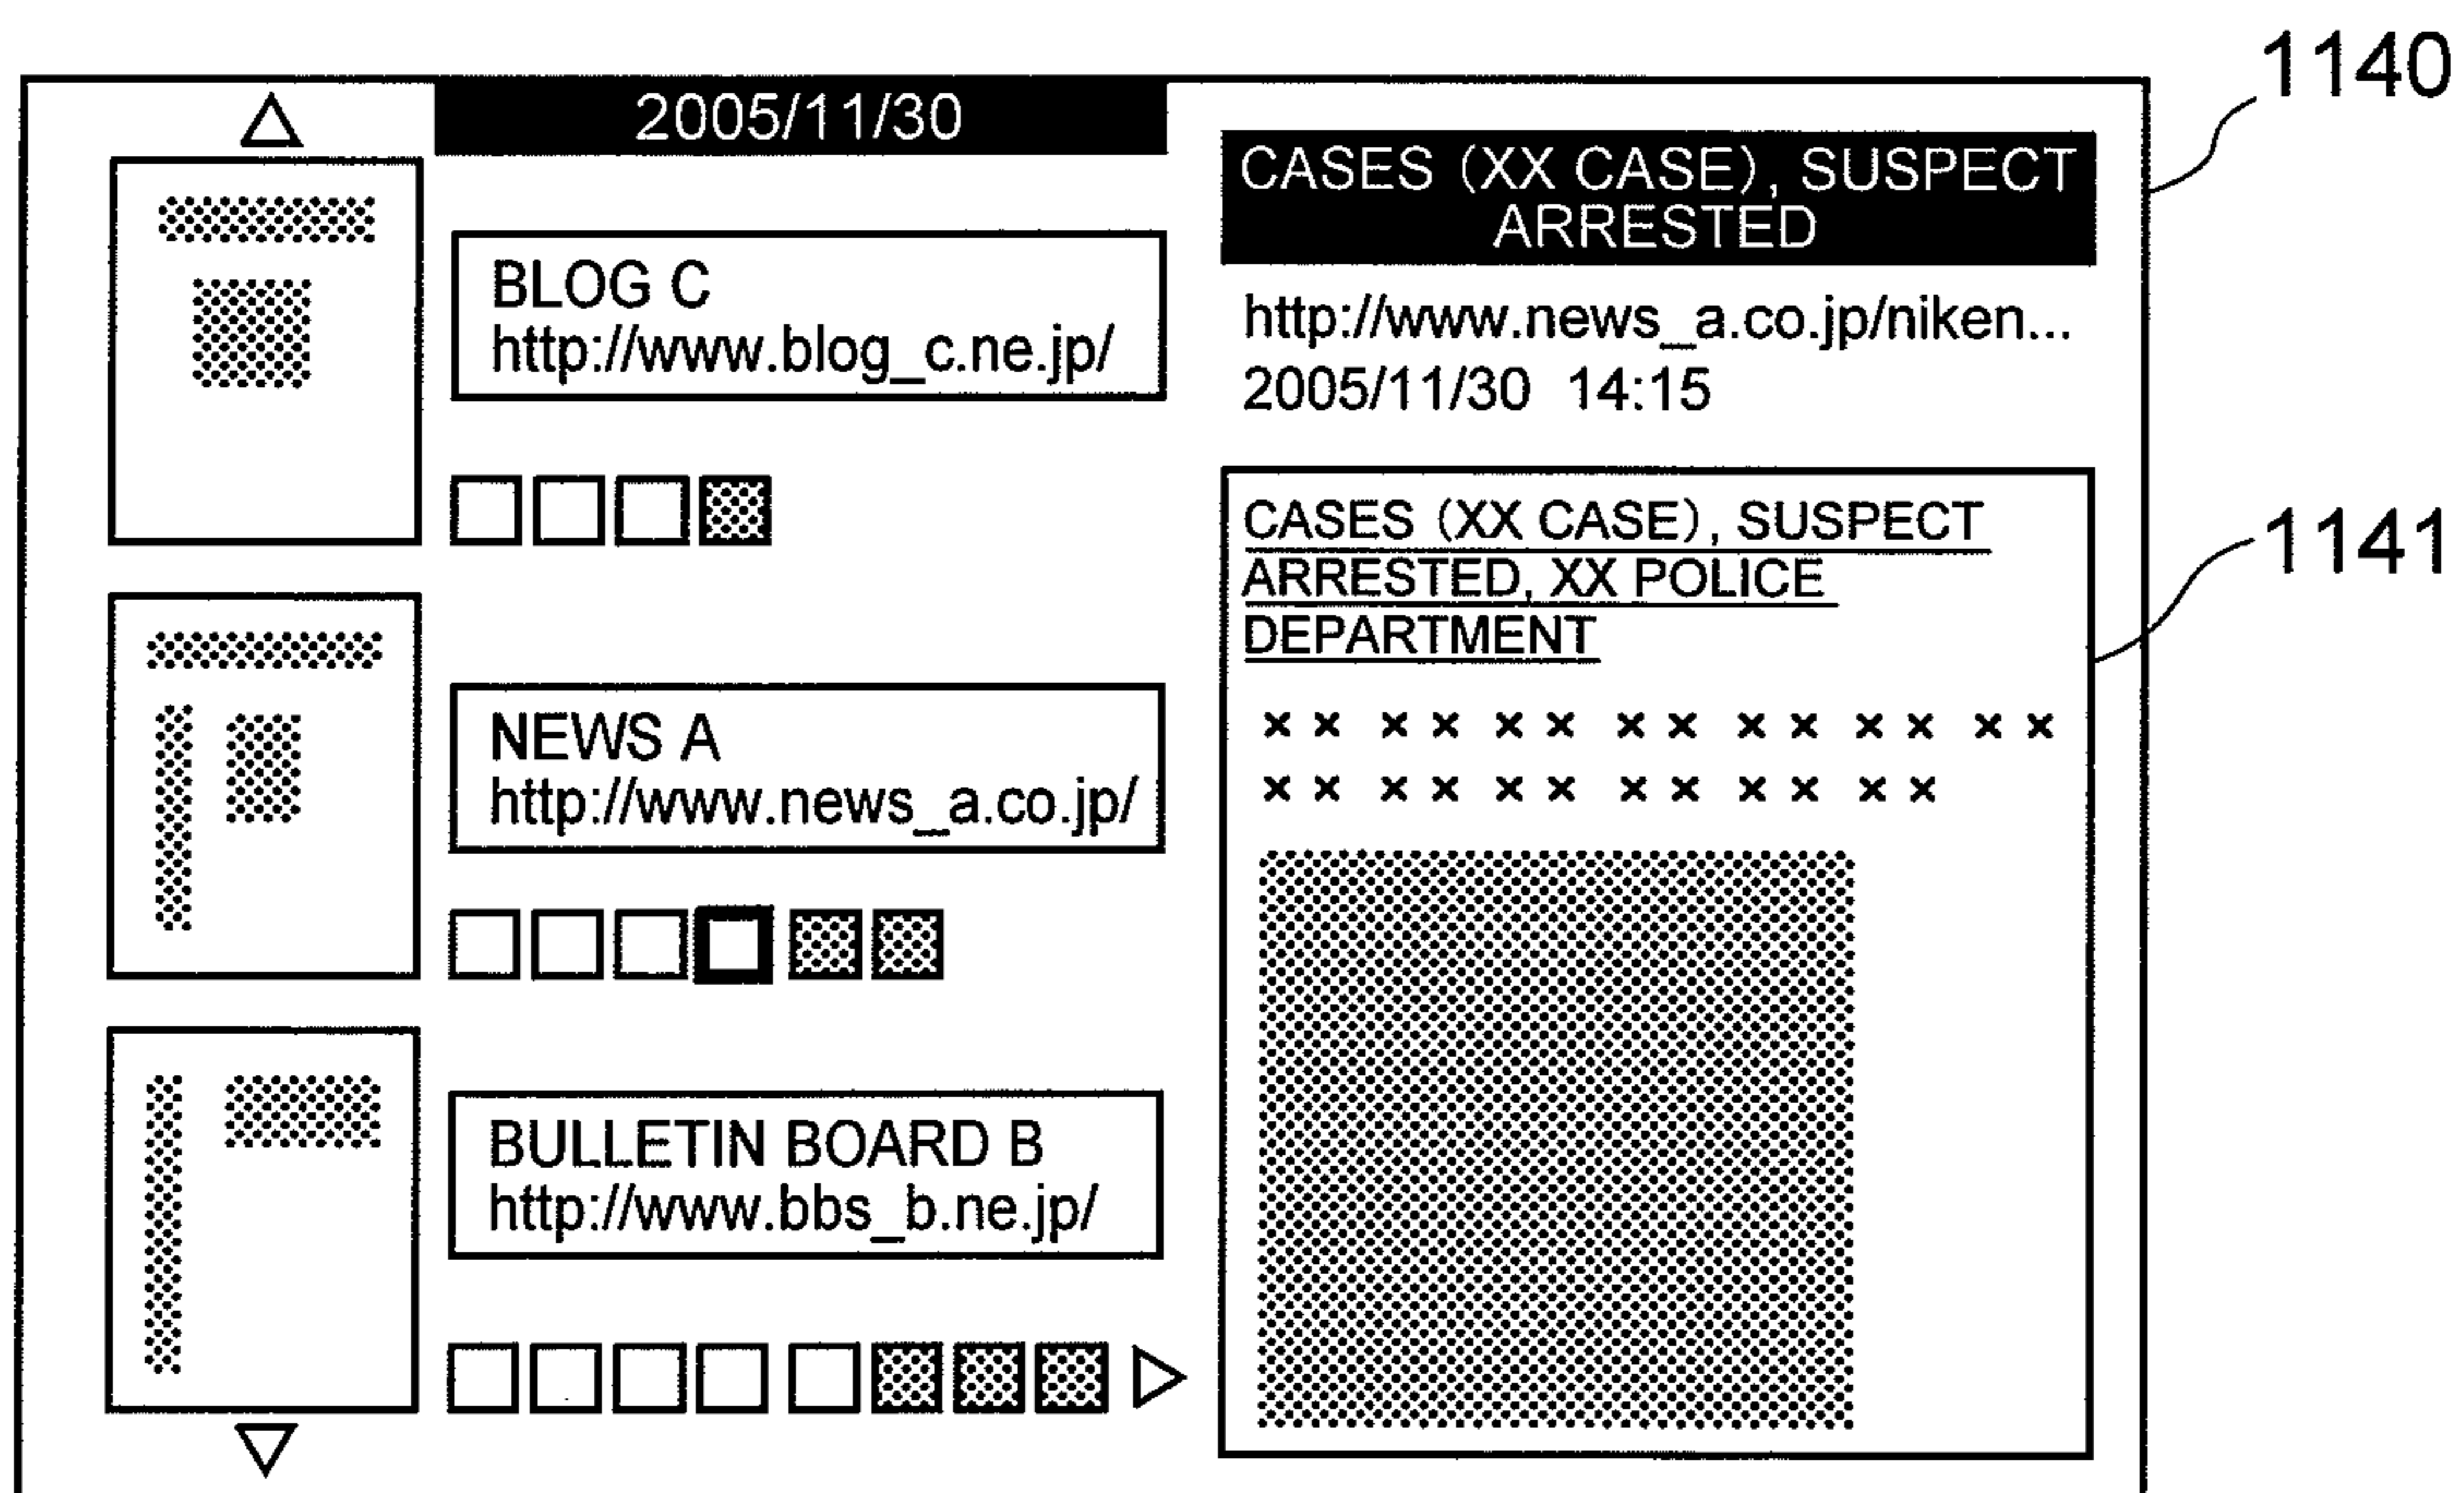 1140
2005/11/30
BLOG C
http://www.blog_c.ne.jp/
NEWS A
http://www.news_a.co.jp/
BULLETIN BOARD B
http://www.bbs_b.ne.jp/
CASES (XX CASE), SUSPECT
ARRESTED
http://www.news_a.co.jp/niken...
2005/11/30 14:15
1141
CASES (XX CASE), SUSPECT
ARRESTED, XX POLICE
DEPARTMENT
×× ×× ×× ×× ×× ×× ××
×× ×× ×× ×× ×× ××